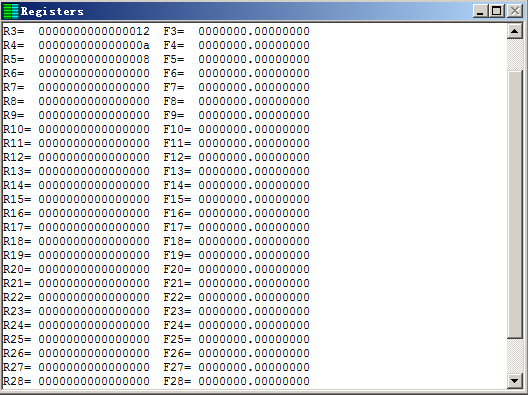 Registers
R3=  0000000000000012  F3=  0000000.00000000
R4=  000000000000000a  F4=  0000000.00000000
R5=  0000000000000008  F5=  0000000.00000000
R6=  0000000000000000  F6=  0000000.00000000
R7=  0000000000000000  F7=  0000000.00000000
R8=  0000000000000000  F8=  0000000.00000000
R9=  0000000000000000  F9=  0000000.00000000
R10= 0000000000000000  F10= 0000000.00000000
R11= 0000000000000000  F11= 0000000.00000000
R12= 0000000000000000  F12= 0000000.00000000
R13= 0000000000000000  F13= 0000000.00000000
R14= 0000000000000000  F14= 0000000.00000000
R15= 0000000000000000  F15= 0000000.00000000
R16= 0000000000000000  F16= 0000000.00000000
R17= 0000000000000000  F17= 0000000.00000000
R18= 0000000000000000  F18= 0000000.00000000
R19= 0000000000000000  F19= 0000000.00000000
R20= 0000000000000000  F20= 0000000.00000000
R21= 0000000000000000  F21= 0000000.00000000
R22= 0000000000000000  F22= 0000000.00000000
R23= 0000000000000000  F23= 0000000.00000000
R24= 0000000000000000  F24= 0000000.00000000
R25= 0000000000000000  F25= 0000000.00000000
R26= 0000000000000000  F26= 0000000.00000000
R27= 0000000000000000  F27= 0000000.00000000
R28= 0000000000000000  F28= 0000000.00000000